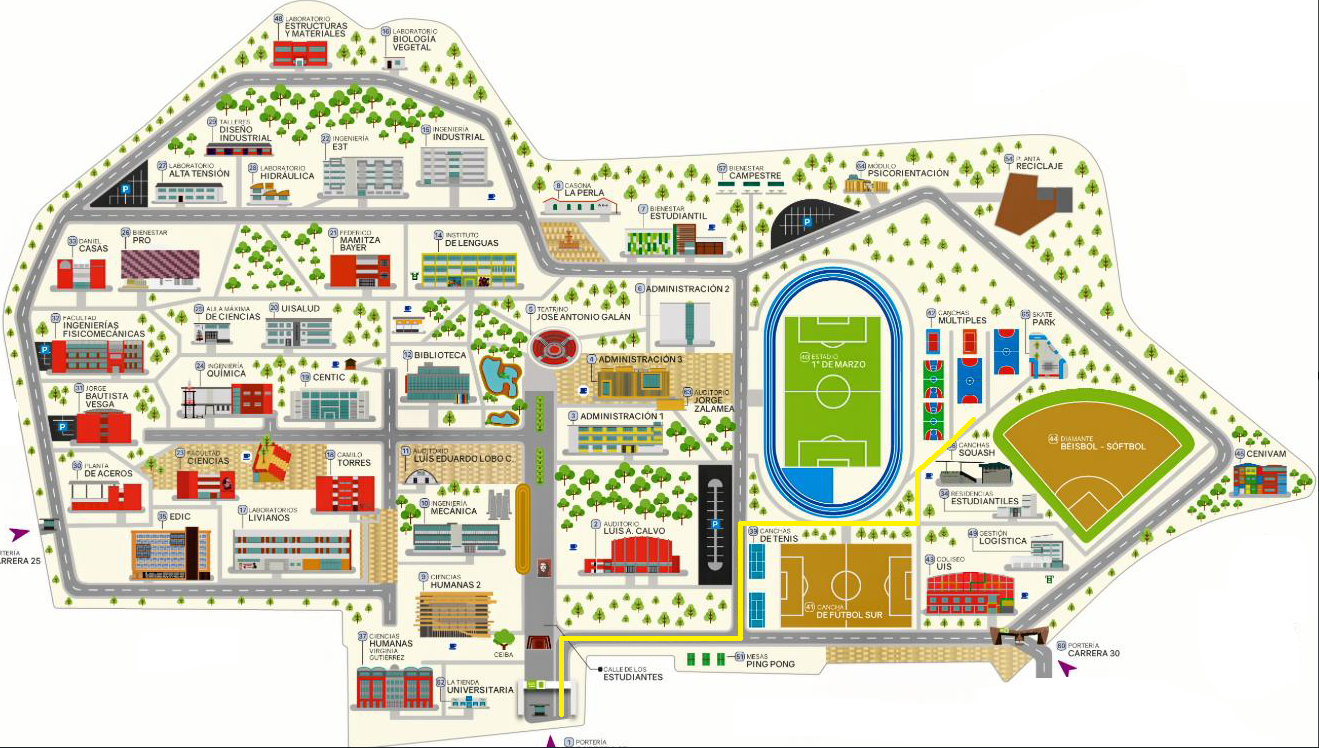 48 LABORATORIO
ESTRUCTURAS
Y MATERIALES
16 LABORATORIO
BIOLOGÍA
VEGETAL
29 TALLERES
DISEÑO
INDUSTRIAL
22 INGENIERÍA
E3T
15 INGENIERÍA
INDUSTRIAL
27 LABORATORIO
ALTA TENSIÓN
28 LABORATORIO
HIDRÁULICA
P
8 CASONA
LA PERLA
57 BIENESTAR
CAMPESTRE
64 MÓDULO
PSICORIENTACIÓN
54 PLANTA
RECICLAJE
7 BIENESTAR
ESTUDIANTIL
P
33 DANIEL
CASAS
26 BIENESTAR
PRO
21 FEDERICO
MAMITZA
BAYER
14 INSTITUTO
DE LENGUAS
6 ADMINISTRACIÓN 2
25 AULA MÁXIMA
DE CIENCIAS
20 UISALUD
5 TEATRINO
JOSÉ ANTONIO GALÁN
32 FACULTAD
INGENIERÍAS
FISICOMECÁNICAS
P
47 CANCHAS
MÚLTIPLES
65 SKATE
PARK
12 BIBLIOTECA
4 ADMINISTRACIÓN 3
40 ESTADIO
1° DE MARZO
24 INGENIERÍA
QUÍMICA
19 CENTIC
63 AUDITORIO
JORGE
ZALAMEA
31 JORGE
BAUTISTA
VESGA
P
3 ADMINISTRACIÓN 1
44 DIAMANTE
BÉISBOL - SÓFTBOL
30 PLANTA
DE ACEROS
23 FACULTAD
CIENCIAS
18 CAMILO
TORRES
11 AUDITORIO
LUIS EDUARDO LOBO C.
CANCHAS
SQUASH
45 CENIVAM
34 RESIDENCIAS
ESTUDIANTILES
35 EDIC
17 LABORATORIOS
LIVIANOS
10 INGENIERÍA
MECÁNICA
2 AUDITORIO
LUIS A. CALVO
P
39 CANCHAS
DE TENIS
49 GESTIÓN
LOGÍSTICA
43 COLISEO
UIS
ARRERA 25
9 CIENCIAS
HUMANAS 2
41 CANCHA
DE FÚTBOL SUR
37 CIENCIAS
HUMANAS
VIRGINIA
GUTIÉRREZ
CEIBA
60 PORTERÍA
CARRERA 30
51 MESAS
PING PONG
CALLE DE LOS
ESTUDIANTES
62 LA TIENDA
UNIVERSITARIA
1 PORTERÍA